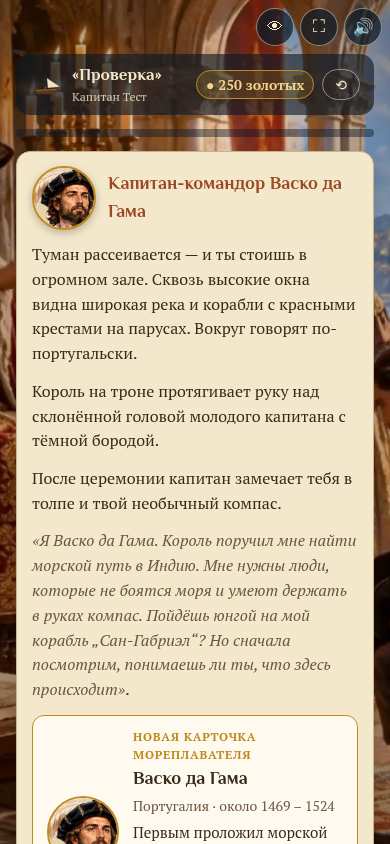 «Проверка»
Капитан Тест
● 250 золотых
⟲
Капитан-командор Васко да
Гама
Туман рассеивается — и ты стоишь в
огромном зале. Сквозь высокие окна
видна широкая река и корабли с красными
крестами на парусах. Вокруг говорят по-
португальски.
Король на троне протягивает руку над
склонённой головой молодого капитана с
тёмной бородой.
После церемонии капитан замечает тебя в
толпе и твой необычный компас.
«Я Васко да Гама. Король поручил мне найти
морской путь в Индию. Мне нужны люди,
которые не боятся моря и умеют держать
в руках компас. Пойдёшь юнгой на мой
корабль „Сан-Габриэл“? Но сначала
посмотрим, понимаешь ли ты, что здесь
происходит».
НОВАЯ КАРТОЧКА
МОРЕПЛАВАТЕЛЯ
Васко да Гама
Португалия · около 1469 – 1524
Первым проложил морской